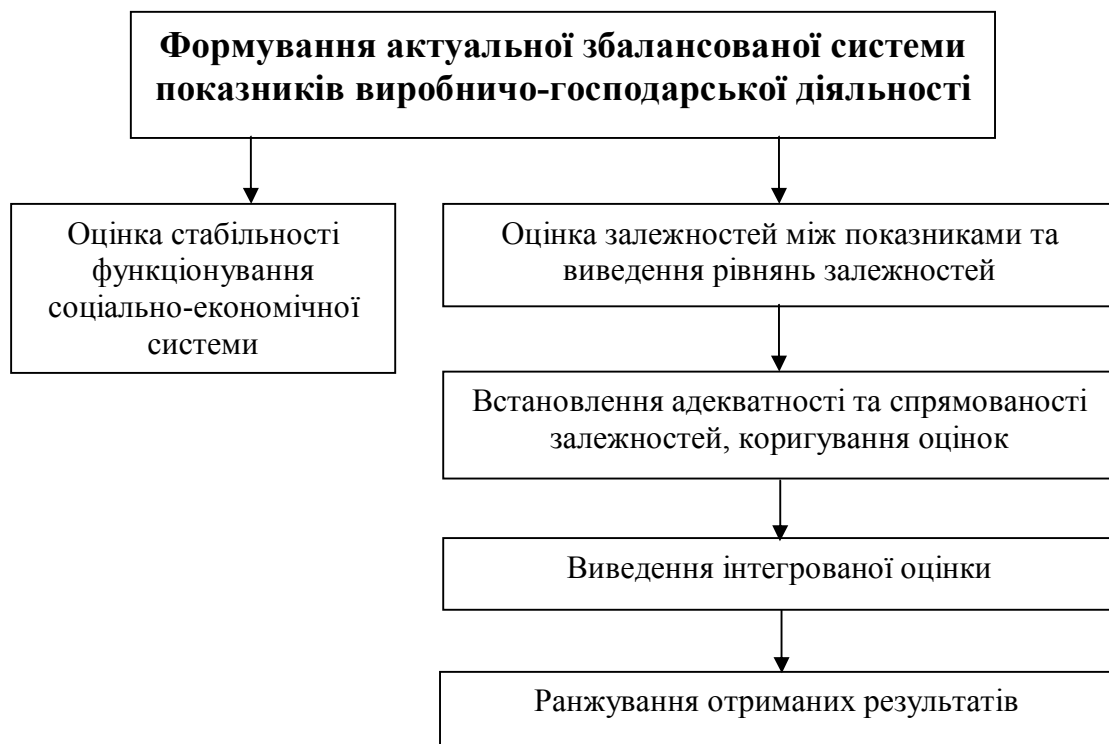 Формування актуальної збалансованої системи
показників виробничо-господарської діяльності
Оцінка стабільності
функціонування
соціально-економічної
системи
Оцінка залежностей між показниками та
виведення рівнянь залежностей
Встановлення адекватності та спрямованості
залежностей, коригування оцінок
Виведення інтегрованої оцінки
Ранжування отриманих результатів